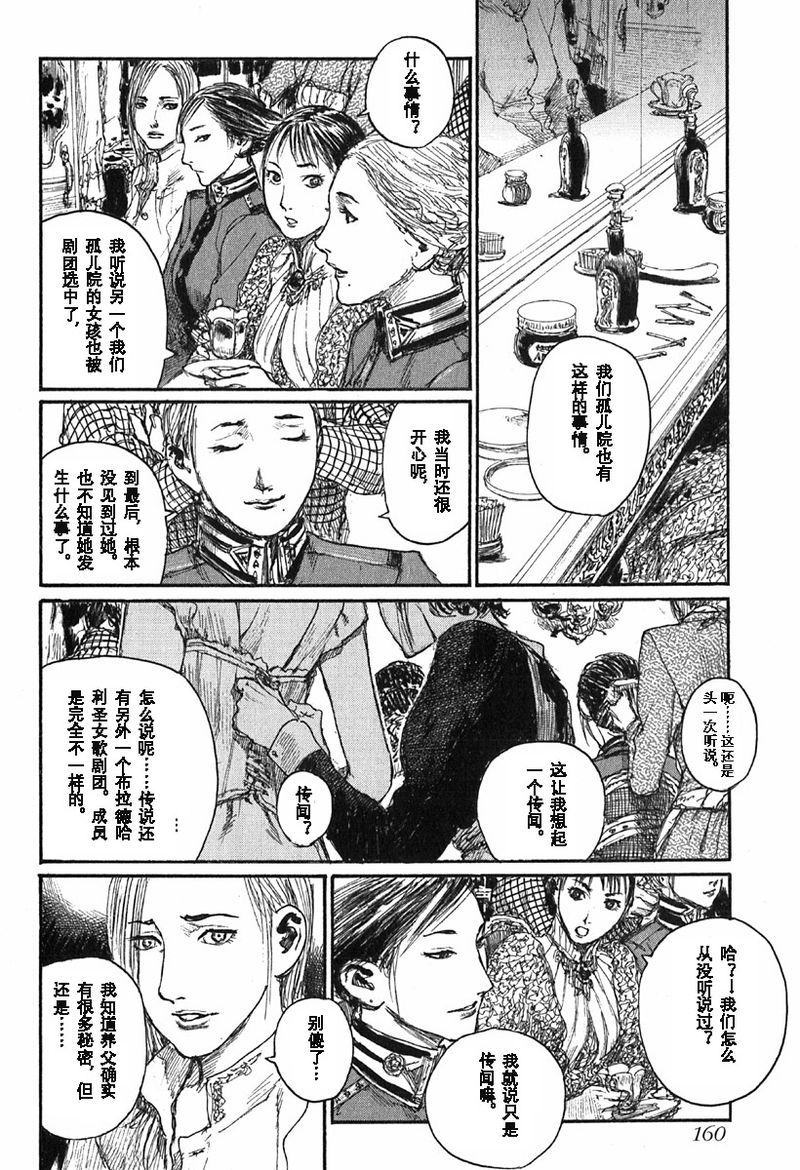 我们孤儿院也有
这样的事情。
什么事情？
我听说另一个我们
孤儿院的女孩也被
剧团选中了，
我当时还很
开心呢，
到最后，根本
没见到过她。
也不知道她发
生什么事了。
呃……这还是
头一次听说。
这让我想起
一个传闻。
传闻？
怎么说呢……传说还
有另外一个布拉德哈
利圣女歌剧团。成员
是完全不一样的。
…
哈？！我们怎么
从没听说过？
我就说只是
传闻嘛。
别
傻了…
我知道养父确实
有很多秘密，但
还是……
160